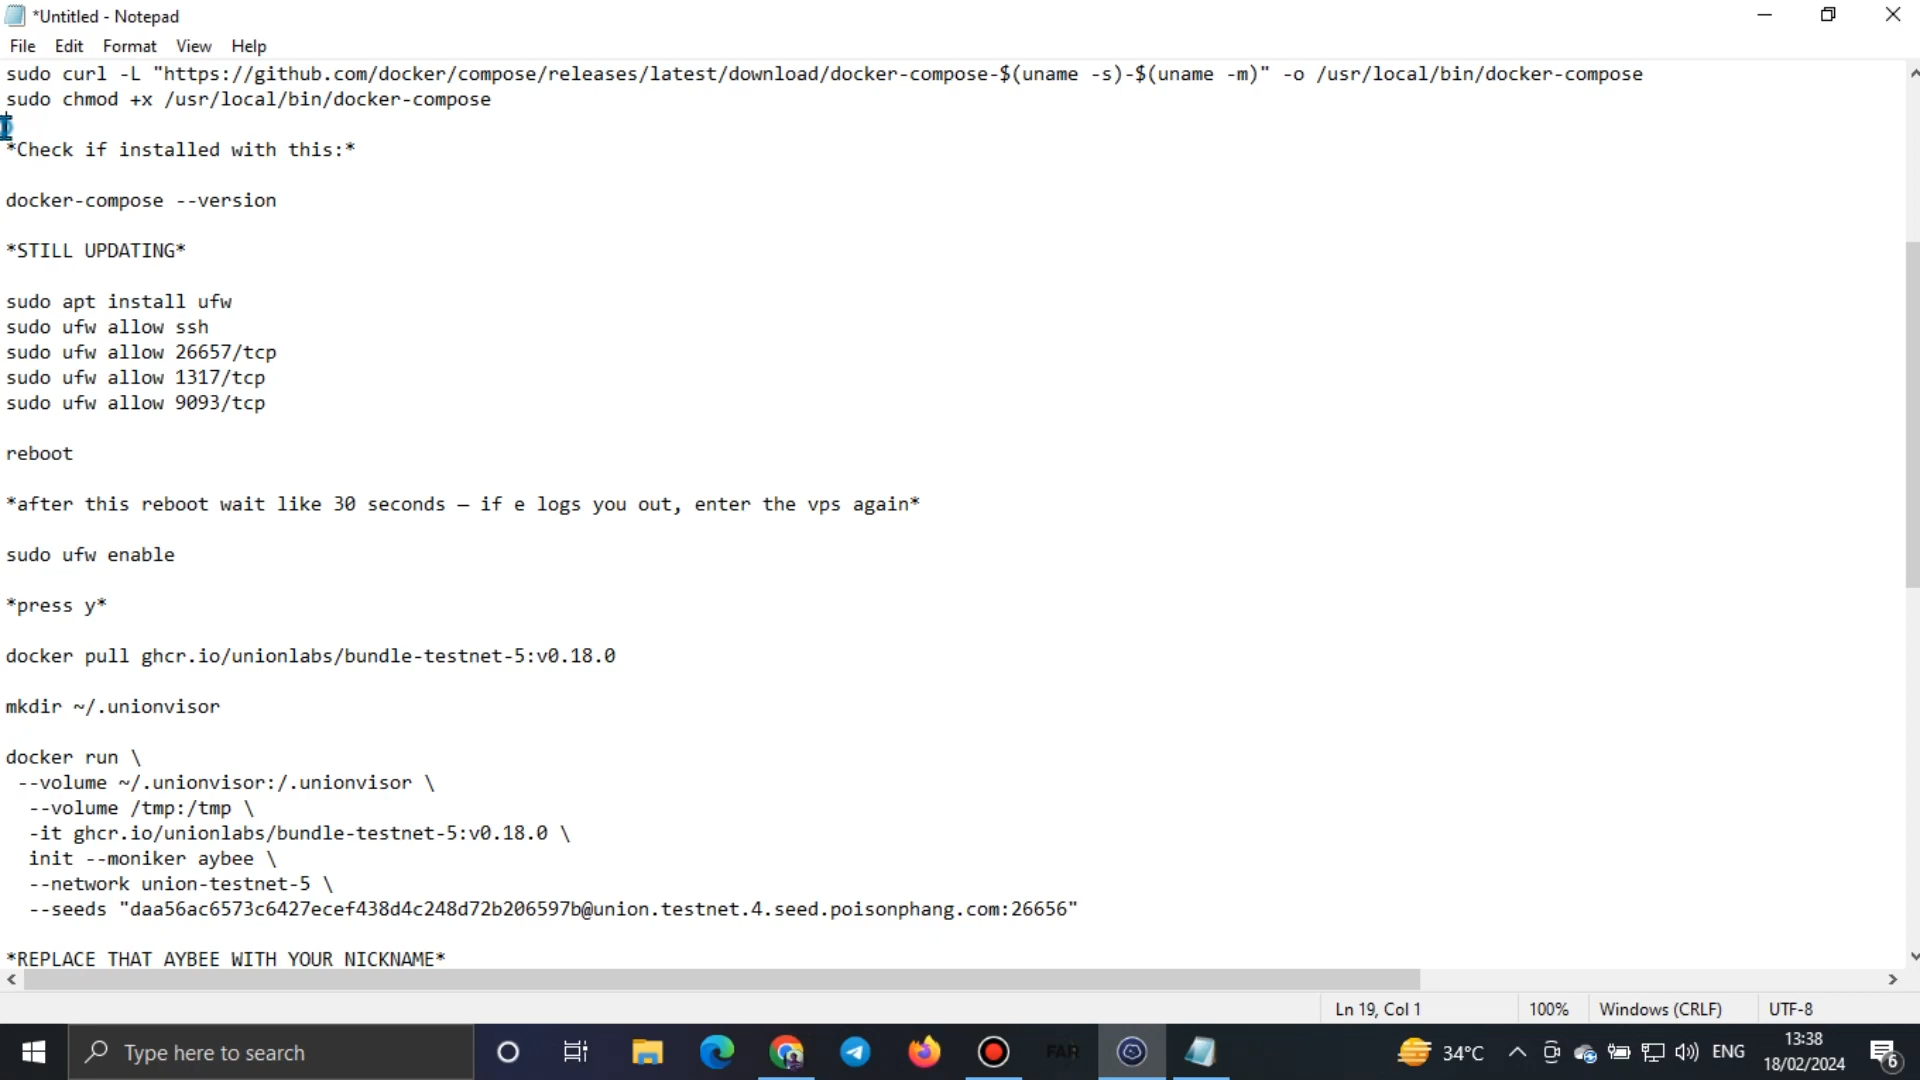 *Untitled - Notepad
File Edit Format View Help
sudo curl -L "https://github.com/docker/compose/releases/latest/download/docker-compose-$(uname -s)-$(uname -m)" -o /usr/local/bin/docker-compose
sudo chmod +x /usr/local/bin/docker-compose
*Check if installed with this:*
docker-compose --version
*STILL UPDATING*
sudo apt install ufw
sudo ufw allow ssh
sudo ufw allow 26657/tcp
sudo ufw allow 1317/tcp
sudo ufw allow 9093/tcp
reboot
*after this reboot wait like 30 seconds — if e logs you out, enter the vps again*
sudo ufw enable
*press y*
docker pull ghcr.io/unionlabs/bundle-testnet-5:v0.18.0
mkdir ~/.unionvisor
docker run \
--volume ~/.unionvisor:/.unionvisor \
--volume /tmp:/tmp \
-it ghcr.io/unionlabs/bundle-testnet-5:v0.18.0 \
init --moniker aybee \
--network union-testnet-5 \
--seeds "daa56ac6573c6427ecef438d4c248d72b206597b@union.testnet.4.seed.poisonphang.com:26656"
*REPLACE THAT AYBEE WITH YOUR NICKNAME*
Ln 19, Col 1 100% Windows (CRLF) UTF-8
Type here to search FAR 34°C ENG 13:38
18/02/2024 6